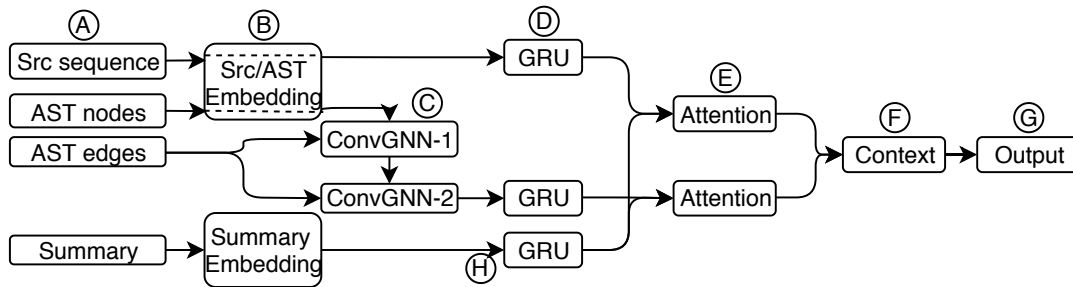 A
B
D
Src sequence
Src/AST
Embedding
GRU
E
C
AST nodes
ConvGNN-1
Attention
F
G
AST edges
Context
Output
ConvGNN-2
GRU
Attention
Summary
Summary
Embedding
GRU
H